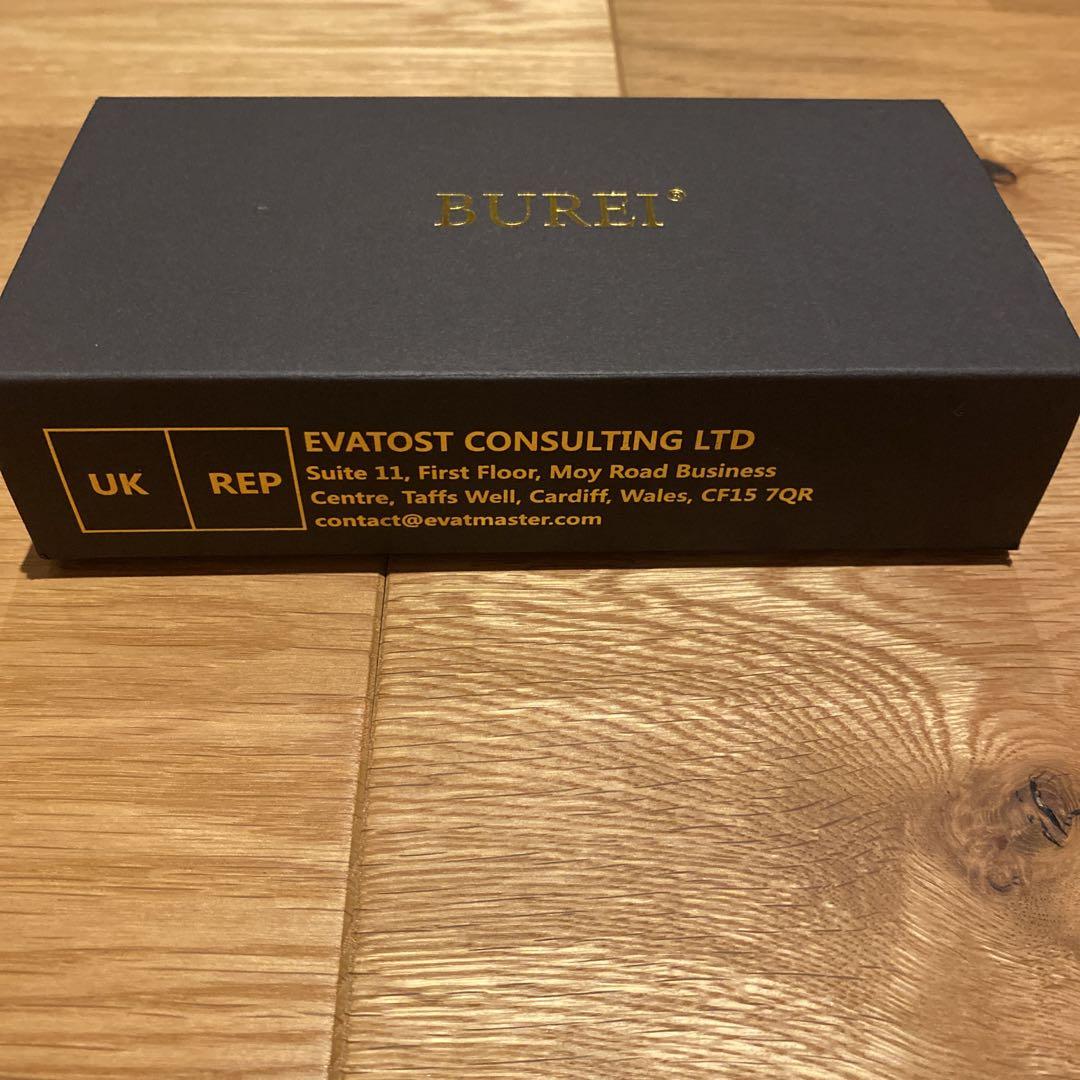 BUREI®
UK REP
EVATOST CONSULTING LTD
Suite 11, First Floor, Moy Road Business
Centre, Taffs Well, Cardiff, Wales, CF15 7QR
contact@evatmaster.com